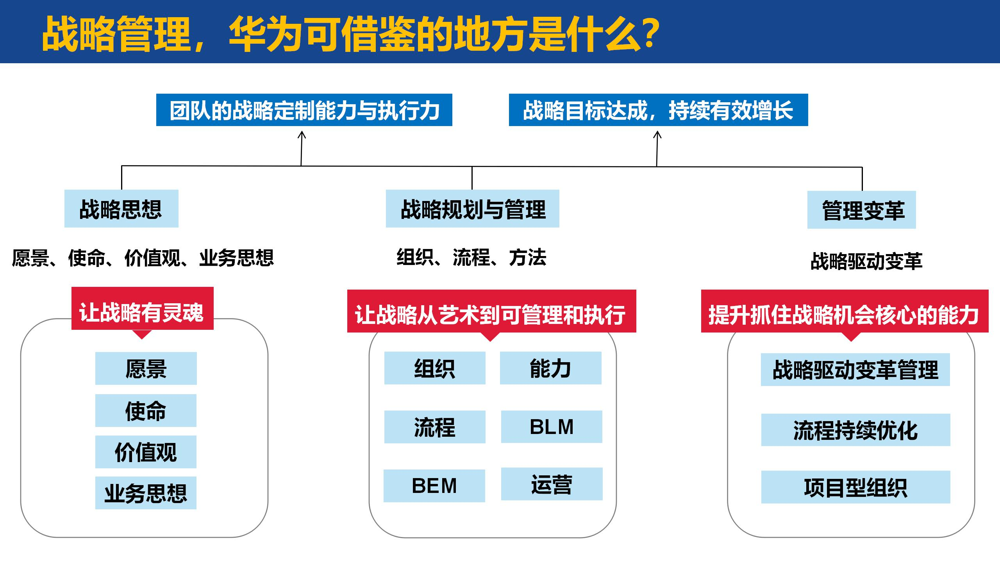 战略管理，华为可借鉴的地方是什么？
团队的战略定制能力与执行力
战略目标达成，持续有效增长
战略思想
战略规划与管理
管理变革
愿景、使命、价值观、业务思想
组织、流程、方法
战略驱动变革
让战略有灵魂
让战略从艺术到可管理和执行
提升抓住战略机会核心的能力
愿景
使命
价值观
业务思想
组织
能力
流程
BLM
BEM
运营
战略驱动变革管理
流程持续优化
项目型组织